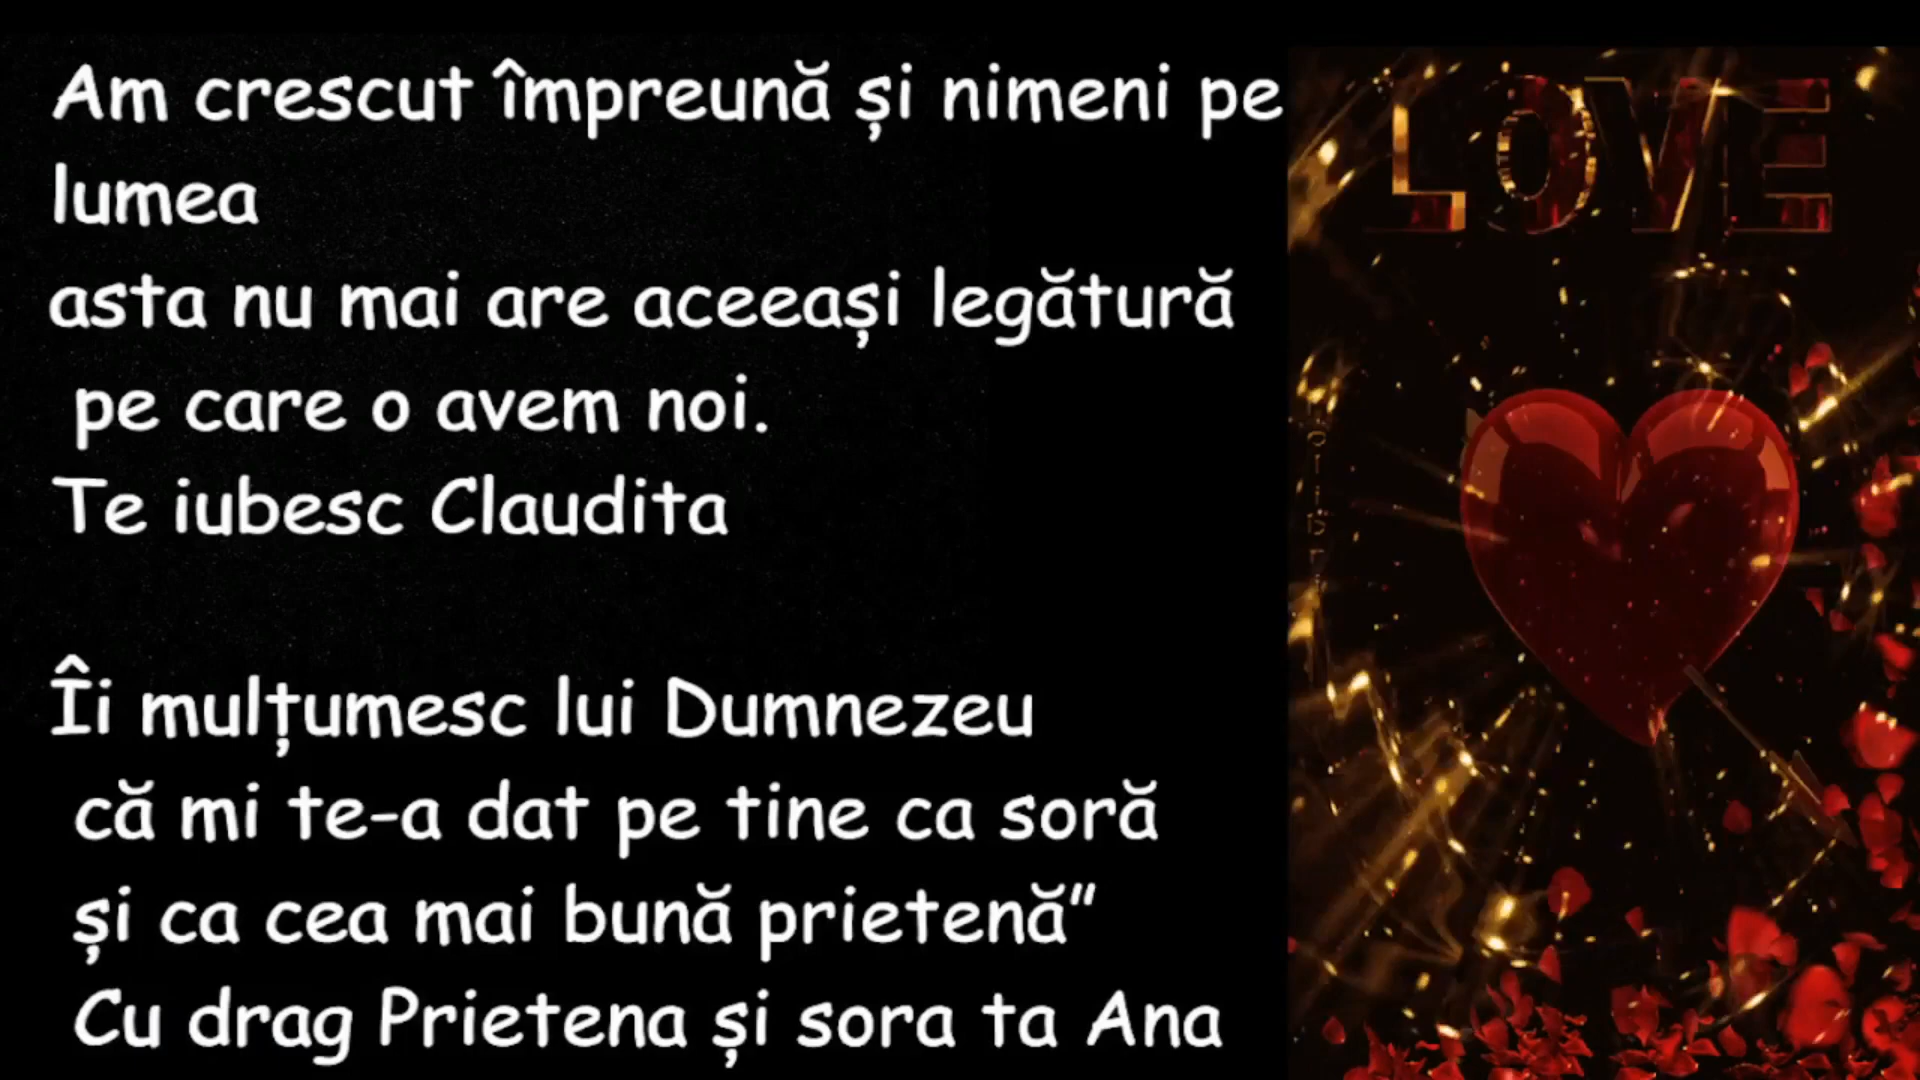 Am crescut împreună și nimeni pe
lumea
asta nu mai are aceeași legătură
pe care o avem noi.
Te iubesc Claudita
Îi mulțumesc lui Dumnezeu
că mi te-a dat pe tine ca soră
și ca cea mai bună prietenă”
Cu drag Prietena și sora ta Ana
LOVE